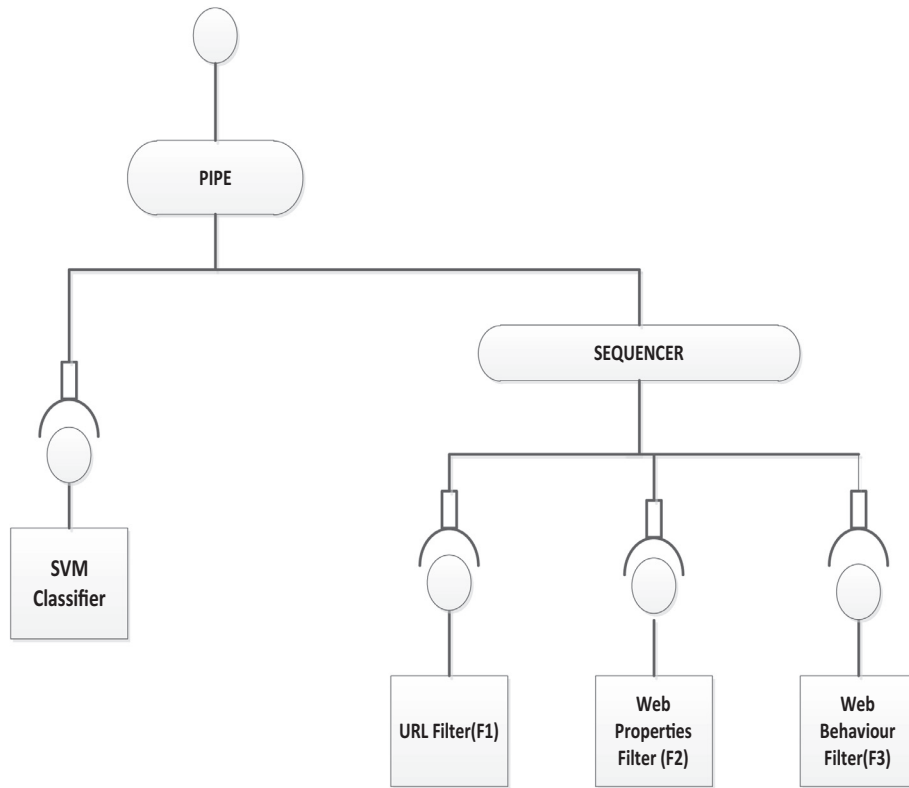 PIPE
SEQUENCER
SVM
Classifier
URL Filter(F1)
Web
Properties
Filter (F2)
Web
Behaviour
Filter(F3)